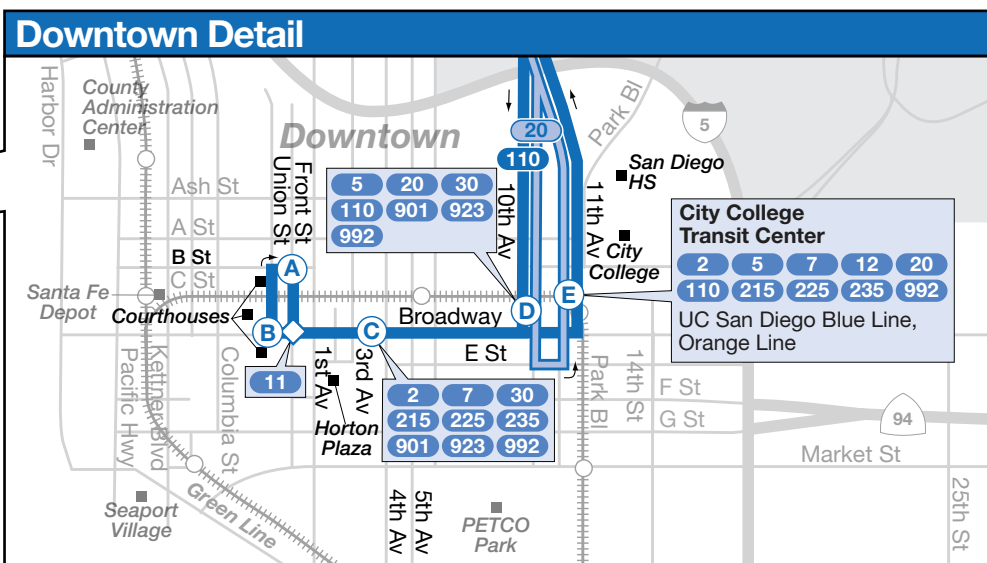 Downtown Detail
Harbor Dr
County
Administration
Center
Downtown
20
110
Park Bl
5
San Diego
HS
Ash St
A St
B St
C St
Union St
Front St
5 20 30
110 901 923
992
10th Av
11th Av
City
College
City College
Transit Center
2 5 7 12 20
110 215 225 235 992
UC San Diego Blue Line,
Orange Line
Santa Fe
Depot
Courthouses
A
B
C
D
E
Broadway
E St
11
1st Av
3rd Av
Horton
Plaza
2 7 30
215 225 235
901 923 992
Pacific Hwy
Kettner Blvd
Columbia St
Park Bl
14th St
F St
G St
94
Market St
25th St
Seaport
Village
Green Line
4th Av
5th Av
PETCO
Park